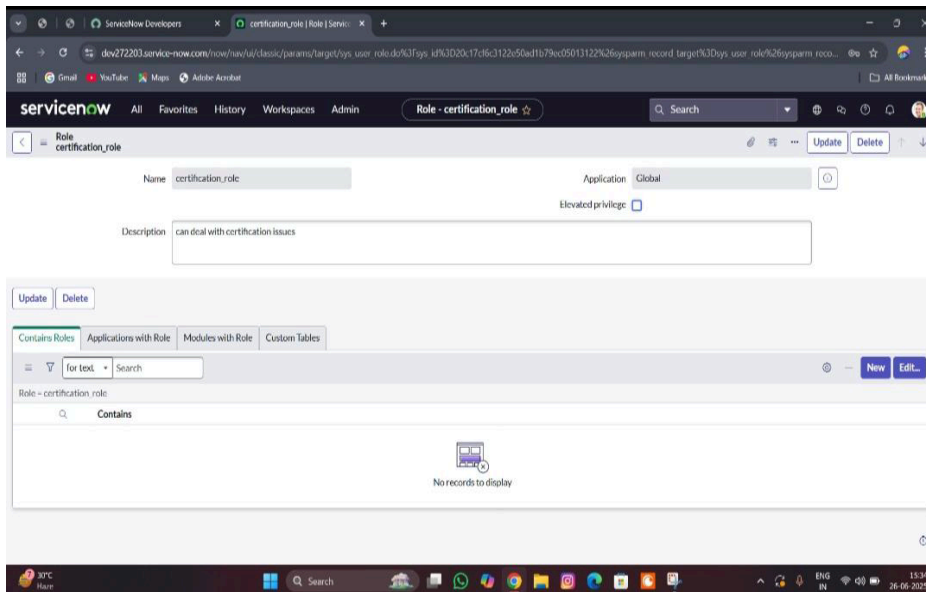 ServiceNow Developers
certification_role | Role | Servic
dev272203.service-now.com/now/nav/ui/classic/params/target/sys_user_role.do%3Fsys_id%3D20c17cf6c3122e50ad1b79ec05013122%26sysparm_record_target%3Dsys_user_role%26sysparm_reco...
Gmail YouTube Maps Adobe Acrobat All Bookmark
servicenow All Favorites History Workspaces Admin Role - certification_role Search
Role
certification_role
Update Delete
Name certification_role Application Global
Elevated privilege
Description can deal with certification issues
Update Delete
Contains Roles Applications with Role Modules with Role Custom Tables
for text Search New Edit...
Role = certification_role
Contains
No records to display
7 30°C
Haze
Search
ENG
IN
15:34
26-06-2025